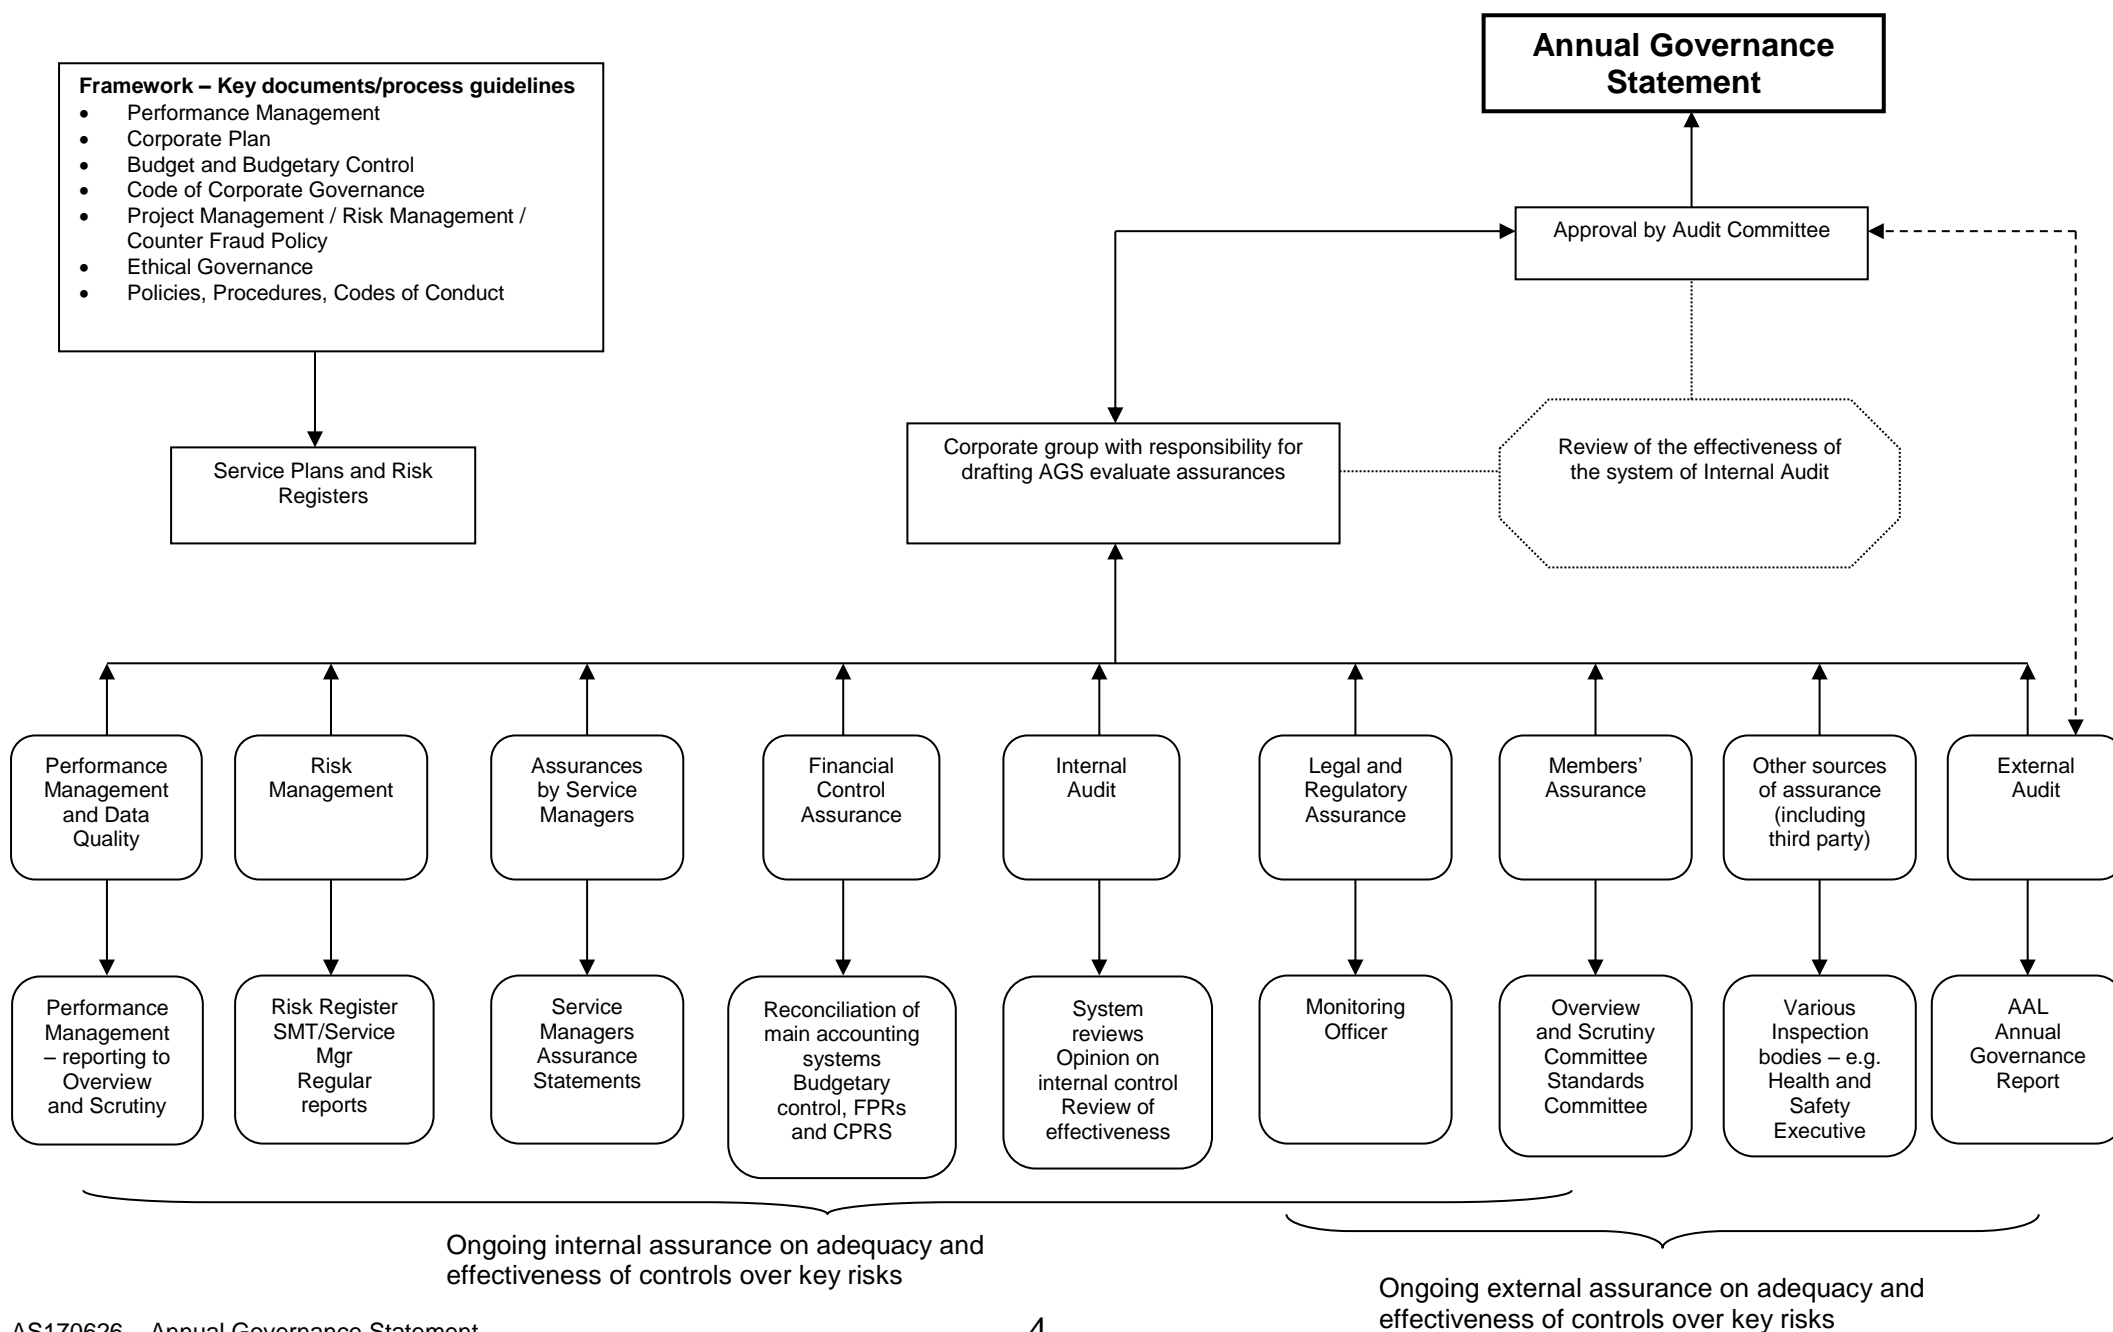 Annual Governance
Statement
Framework – Key documents/process guidelines
• Performance Management
• Corporate Plan
• Budget and Budgetary Control
• Code of Corporate Governance
• Project Management / Risk Management /
Counter Fraud Policy
• Ethical Governance
• Policies, Procedures, Codes of Conduct
Approval by Audit Committee
Service Plans and Risk
Registers
Corporate group with responsibility for
drafting AGS evaluate assurances
Review of the effectiveness of
the system of Internal Audit
Performance
Management
and Data
Quality
Risk
Management
Assurances
by Service
Managers
Financial
Control
Assurance
Internal
Audit
Legal and
Regulatory
Assurance
Members’
Assurance
Other sources
of assurance
(including
third party)
External
Audit
Performance
Management
– reporting to
Overview
and Scrutiny
Risk Register
SMT/Service
Mgr
Regular
reports
Service
Managers
Assurance
Statements
Reconciliation of
main accounting
systems
Budgetary
control, FPRs
and CPRS
System
reviews
Opinion on
internal control
Review of
effectiveness
Monitoring
Officer
Overview
and Scrutiny
Committee
Standards
Committee
Various
Inspection
bodies – e.g.
Health and
Safety
Executive
AAL
Annual
Governance
Report
Ongoing internal assurance on adequacy and
effectiveness of controls over key risks
Ongoing external assurance on adequacy and
effectiveness of controls over key risks
AS170626 – Annual Governance Statement
4